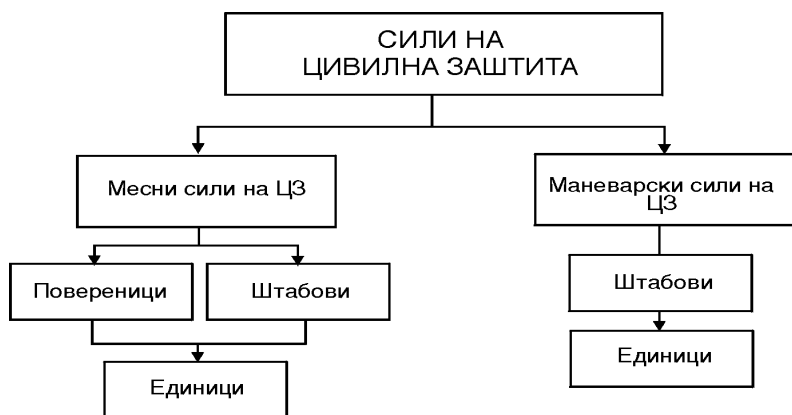 СИЛИ НА
ЦИВИЛНА ЗАШТИТА
Месни сили на ЦЗ
Маневарски сили на
ЦЗ
Повереници
Штабови
Штабови
Единици
Единици